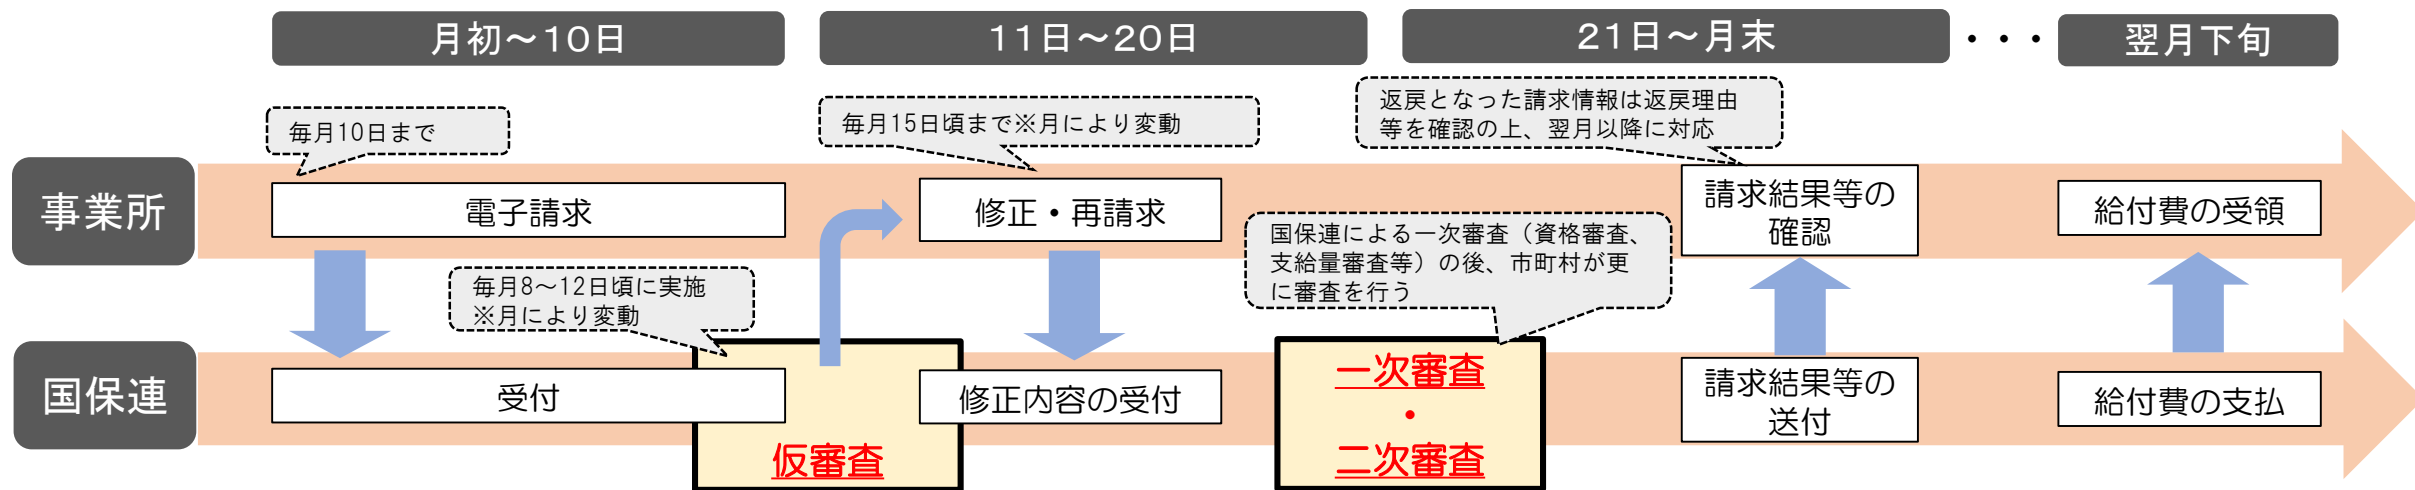 月初～10日
11日～20日
21日～月末
・・・
翌月下旬
毎月10日まで
毎月15日頃まで※月により変動
返戻となった請求情報は返戻理由
等を確認の上、翌月以降に対応
事業所
電子請求
修正・再請求
請求結果等の
確認
給付費の受領
毎月8～12日頃に実施
※月により変動
国保連による一次審査（資格審査、
支給量審査等）の後、市町村が更
に審査を行う
国保連
受付
仮審査
修正内容の受付
一次審査
・
二次審査
請求結果等の
送付
給付費の支払